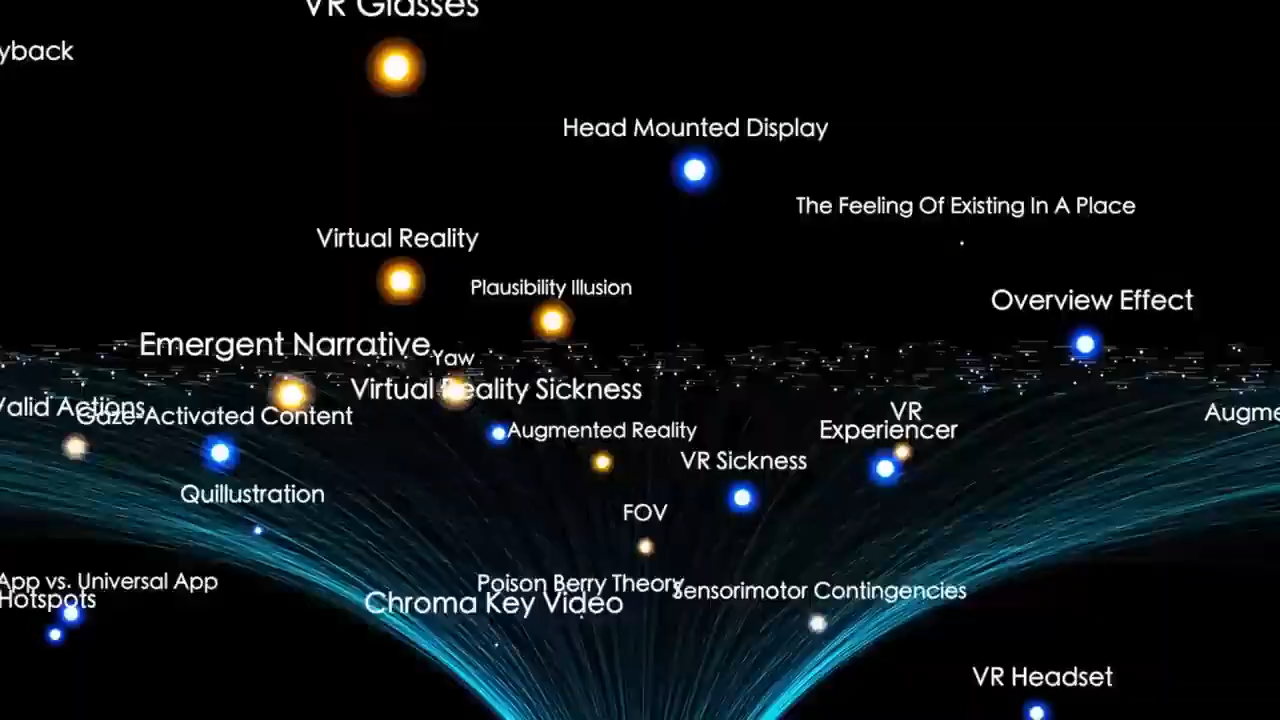 VR Glasses
yback
Head Mounted Display
The Feeling Of Existing In A Place
Virtual Reality
Plausibility Illusion
Overview Effect
Emergent Narrative
Yaw
Virtual Reality Sickness
Valid Actions
Gaze-Activated Content
VR
Experiencer
Augme
Augmented Reality
VR Sickness
Quillustration
FOV
App vs. Universal App
Hotspots
Poison Berry Theory
Chroma Key Video
Sensorimotor Contingencies
VR Headset